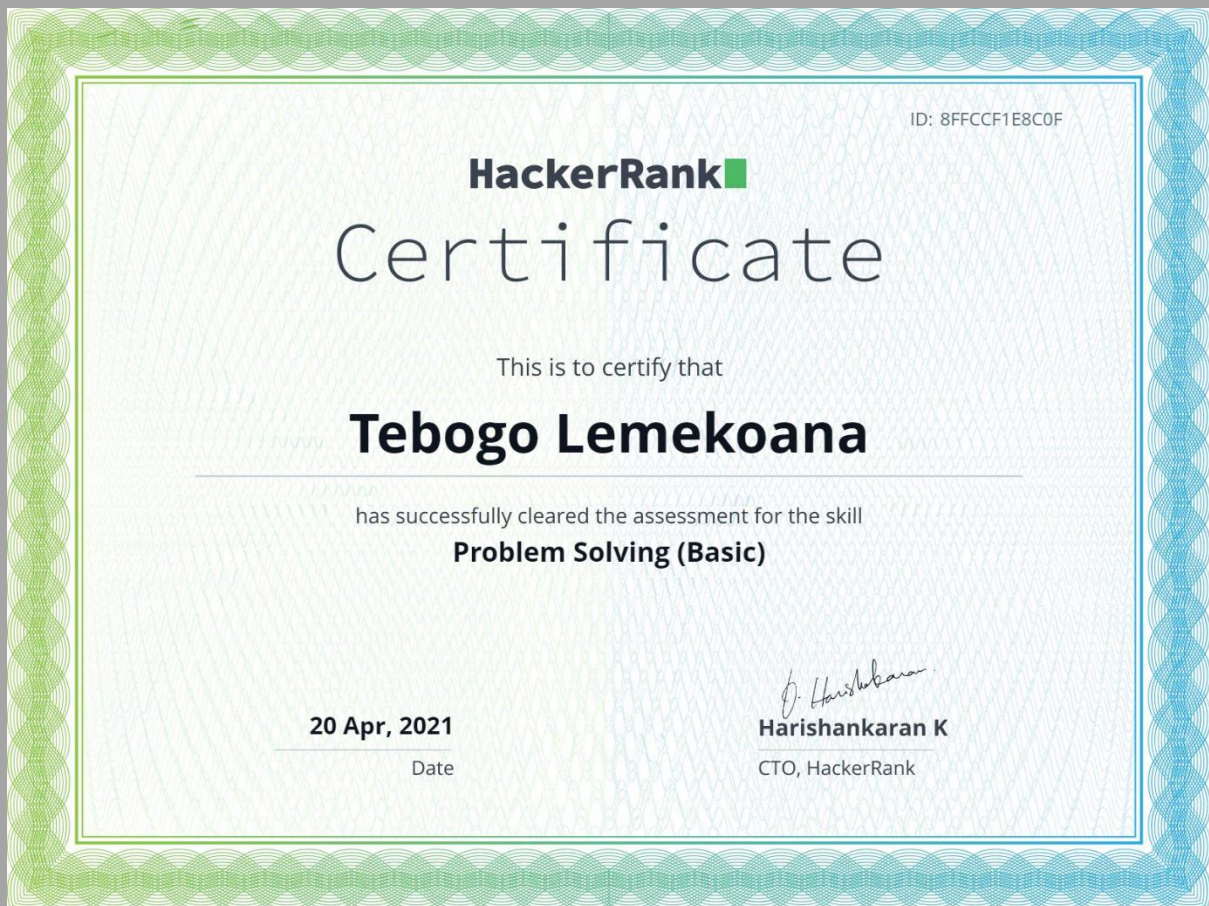 ID: 8FFCCF1E8C0F
HackerRank
Certificate
This is to certify that
Tebogo Lemekoana
has successfully cleared the assessment for the skill
Problem Solving (Basic)
20 Apr, 2021
Date
Harishankaran K
CTO, HackerRank